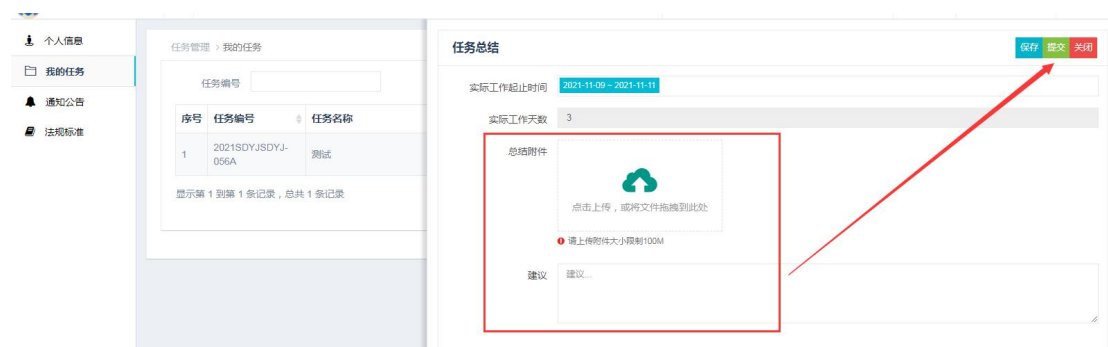 个人信息
我的任务
通知公告
法规标准
任务管理 > 我的任务
任务编号
序号 任务编号 任务名称
1 2021SDYJSDYJ-
056A 测试
显示第 1 到第 1 条记录，总共 1 条记录
任务总结
保存 提交 关闭
实际工作起止时间 2021-11-09 ~ 2021-11-11
实际工作天数 3
总结附件
点击上传，或将文件拖拽到此处
请上传附件大小限制100M
建议 建议...